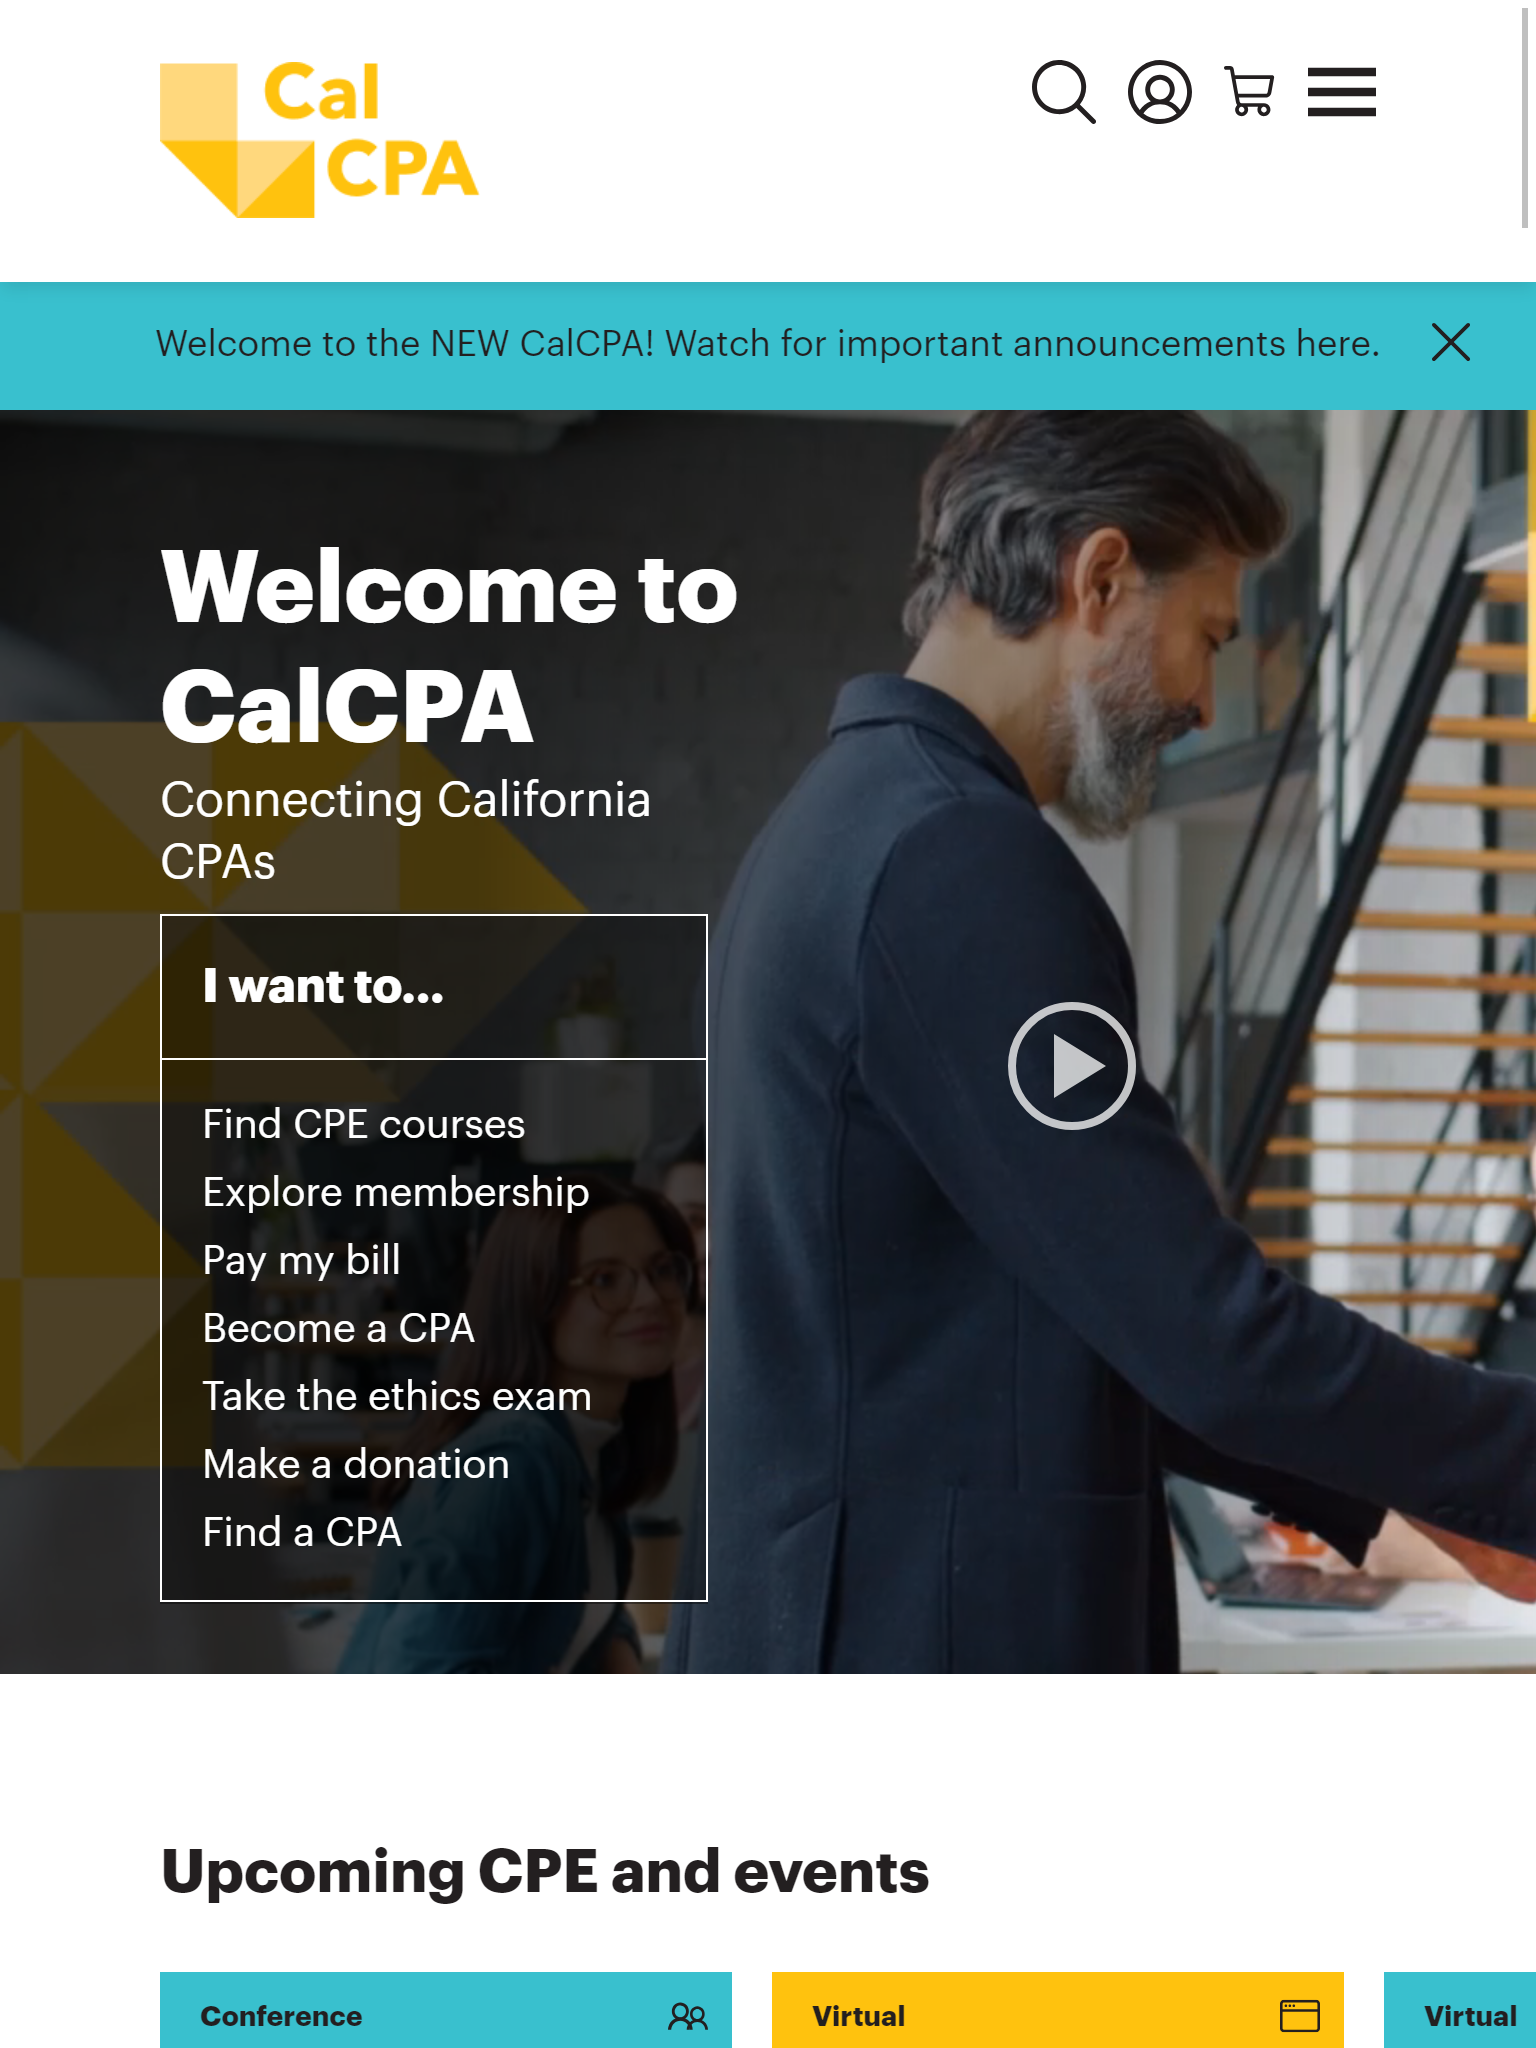 Cal
CPA
Welcome to the NEW CalCPA! Watch for important announcements here.
Welcome to
CalCPA
Connecting California
CPAs
I want to...
Find CPE courses
Explore membership
Pay my bill
Become a CPA
Take the ethics exam
Make a donation
Find a CPA
Upcoming CPE and events
Conference
Virtual
Virtual